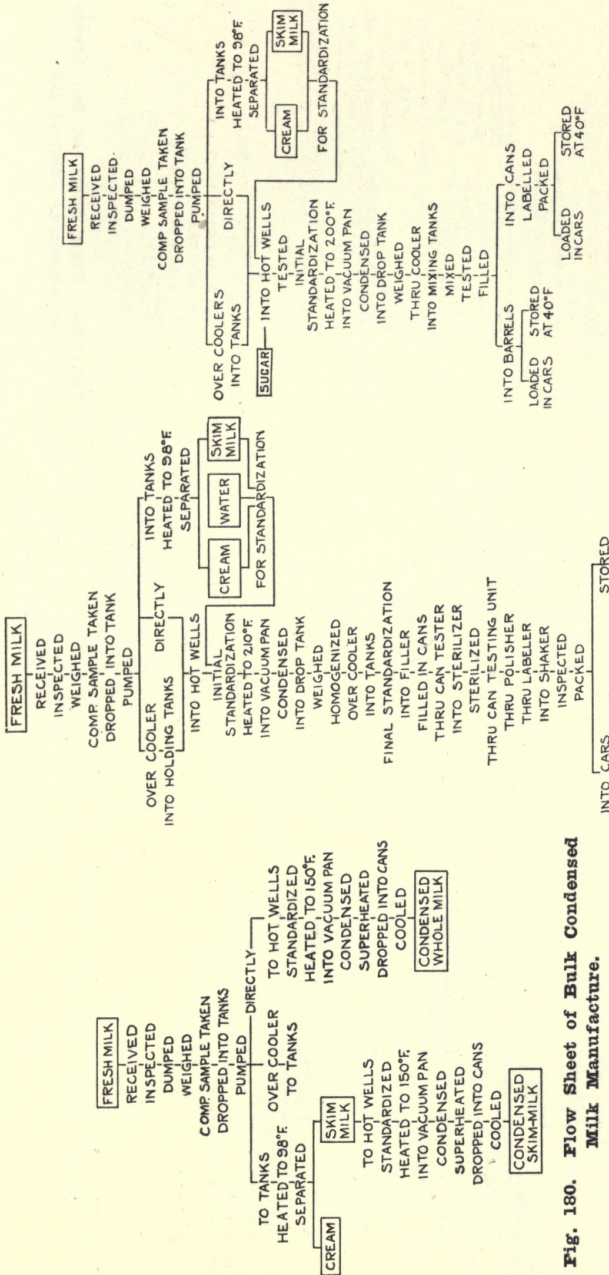 FRESH MILK
RECEIVED
INSPECTED
DUMPED
WEIGHED
COMP. SAMPLE TAKEN
DROPPED INTO TANKS
PUMPED
DIRECTLY
TO TANKS
HEATED TO 98°F.
SEPARATED
OVER COOLER
TO TANKS
TO HOT WELLS
STANDARDIZED
HEATED TO 150°F.
INTO VACUUM PAN
CONDENSED
SUPERHEATED
DROPPED INTO CANS
COOLED
CONDENSED
WHOLE MILK
CREAM
SKIM
MILK
TO HOT WELLS
STANDARDIZED
HEATED TO 150°F.
INTO VACUUM PAN
CONDENSED
SUPERHEATED
DROPPED INTO CANS
COOLED
CONDENSED
SKIM-MILK
Fig. 180. Flow Sheet of Bulk Condensed
Milk Manufacture.
FRESH MILK
RECEIVED
INSPECTED
WEIGHED
COMP. SAMPLE TAKEN
DROPPED INTO TANK
PUMPED
OVER COOLER
INTO HOLDING TANKS
DIRECTLY
INTO TANKS
HEATED TO 98°F.
SEPARATED
CREAM
WATER
SKIM
MILK
FOR STANDARDIZATION
INTO HOT WELLS
INITIAL
STANDARDIZATION
HEATED TO 210°F.
INTO VACUUM PAN
CONDENSED
INTO DROP TANK
WEIGHED
HOMOGENIZED
OVER COOLER
INTO TANKS
FINAL STANDARDIZATION
INTO FILLER
FILLED IN CANS
THRU CAN TESTER
INTO STERILIZER
STERILIZED
THRU CAN TESTING UNIT
THRU POLISHER
THRU LABELER
INTO SHAKER
INSPECTED
PACKED
INTO CARS
STORED
FRESH MILK
RECEIVED
INSPECTED
DUMPED
WEIGHED
COMP SAMPLE TAKEN
DROPPED INTO TANK
PUMPED
OVER COOLERS
INTO TANKS
DIRECTLY
INTO TANKS
HEATED TO 98°F.
SEPARATED
CREAM
SKIM
MILK
FOR STANDARDIZATION
SUGAR
INTO HOT WELLS
TESTED
INITIAL
STANDARDIZATION
HEATED TO 200°F.
INTO VACUUM PAN
CONDENSED
INTO DROP TANK
WEIGHED
THRU COOLER
INTO MIXING TANKS
MIXED
TESTED
FILLED
INTO BARRELS
LOADED
IN CARS
STORED
AT 40°F
INTO CANS
LABELLED
PACKED
LOADED
IN CARS
STORED
AT 40°F